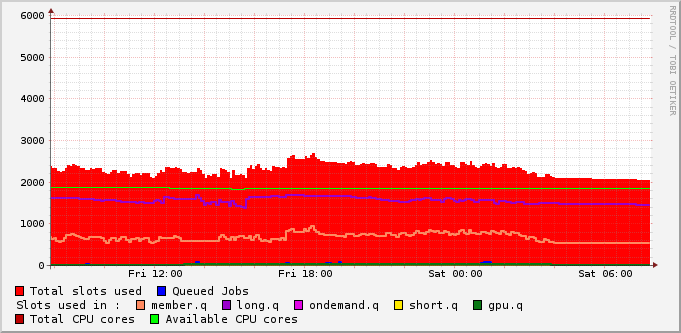 6000
5000
4000
3000
2000
1000
0
Fri 12:00 Fri 18:00 Sat 00:00 Sat 06:00
Total slots used Queued Jobs
Slots used in : member.q long.q ondemand.q short.q gpu.q
Total CPU cores Available CPU cores
RRDTOOL / TOBI OETIKER